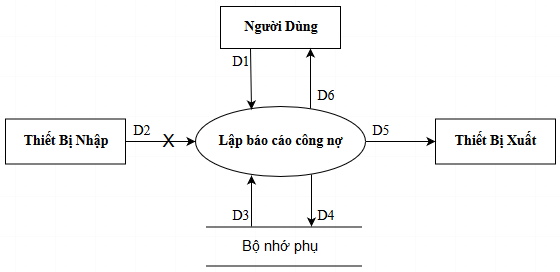 Người Dùng
D1
D6
Thiết Bị Nhập
D2
X
Lập báo cáo công nợ
D5
Thiết Bị Xuất
D3
D4
Bộ nhớ phụ